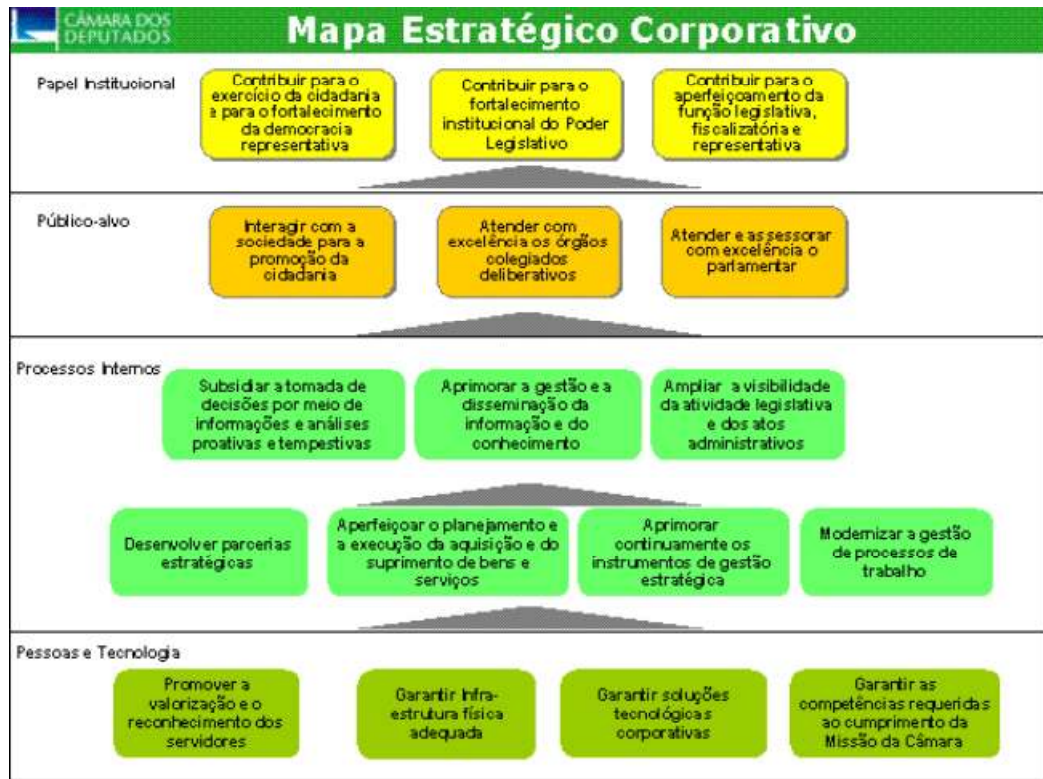 CÂMARA DOS
DEPUTADOS
Mapa Estratégico Corporativo
Papel Institucional
Contribuir para o
exercício da cidadania
e para o fortalecimento
da democracia
representativa
Contribuir para o
fortalecimento
institucional do Poder
Legislativo
Contribuir para o
aperfeiçoamento da
função legislativa,
fiscalizatória e
representativa
Público-alvo
Interagir com a
sociedade para a
promoção da
cidadania
Atender com
excelência os órgãos
colegiados
deliberativos
Atender e assessorar
com excelência o
parlamentar
Processos Internos
Subsidiar a tomada de
decisões por meio de
informações e análises
proativas e tempestivas
Aprimorar a gestão e a
disseminação da
informação e do
conhecimento
Ampliar a visibilidade
da atividade legislativa
e dos atos
administrativos
Desenvolver parcerias
estratégicas
Aperfeiçoar o planejamento e
a execução da aquisição e do
suprimento de bens e
serviços
Aprimorar
continuamente os
instrumentos de gestão
estratégica
Modernizar a gestão
de processos de
trabalho
Pessoas e Tecnologia
Promover a
valorização e o
reconhecimento dos
servidores
Garantir Infra-
estrutura física
adequada
Garantir soluções
tecnológicas
corporativas
Garantir as
competências requeridas
ao cumprimento da
Missão da Câmara